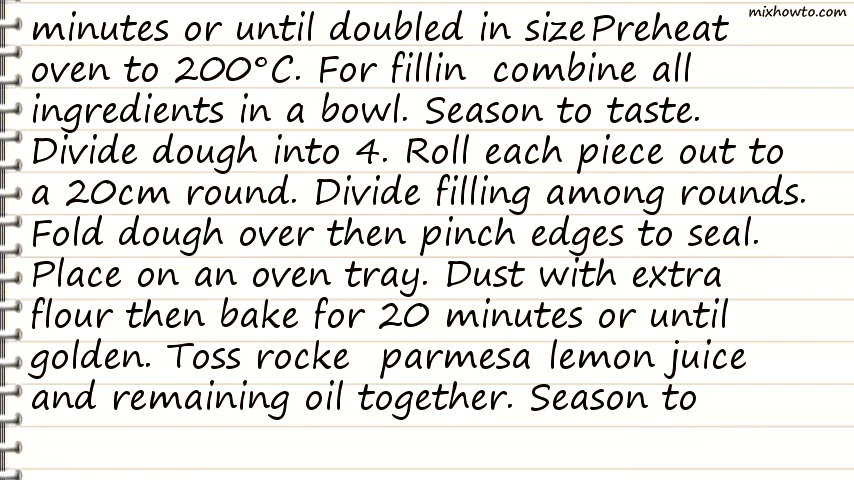 mixhowto.com
minutes or until doubled in sizePreheat
oven to 200°C. For fillin  combine all
ingredients in a bowl. Season to taste.
Divide dough into 4. Roll each piece out to
a 20cm round. Divide filling among rounds.
Fold dough over then pinch edges to seal.
Place on an oven tray. Dust with extra
flour then bake for 20 minutes or until
golden. Toss rocke  parmesa lemon juice
and remaining oil together. Season to